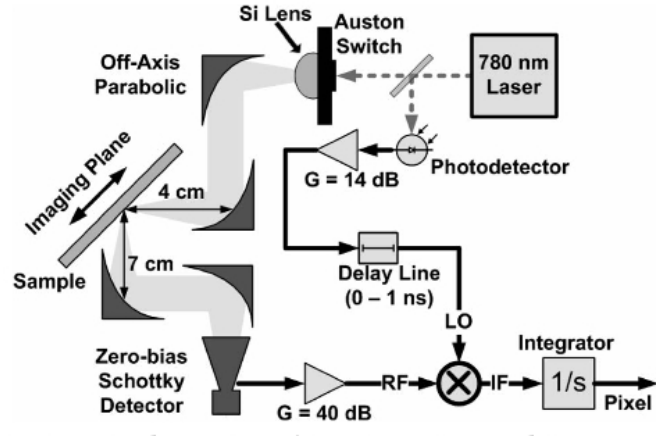 Si Lens
Auston
Switch
Off-Axis
Parabolic
780 nm
Laser
Photodetector
G = 14 dB
Imaging Plane
4 cm
Sample
7 cm
Delay Line
(0 – 1 ns)
LO
Zero-bias
Schottky
Detector
G = 40 dB
RF
IF
Integrator
1/s
Pixel